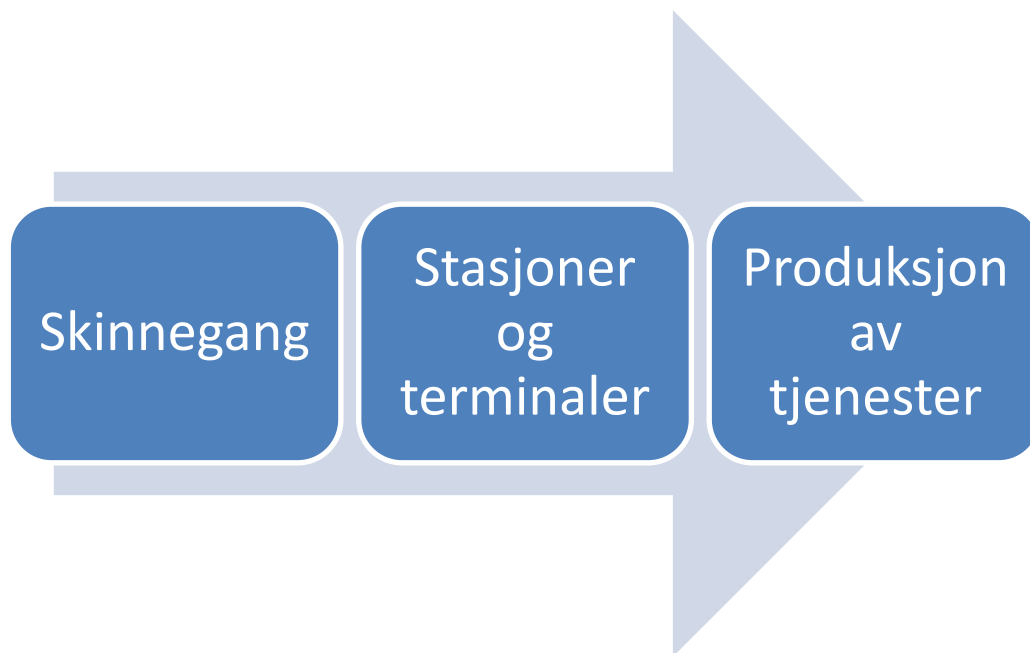 Skinnegang
Stasjoner
og
terminaler
Produksjon
av
tjenester